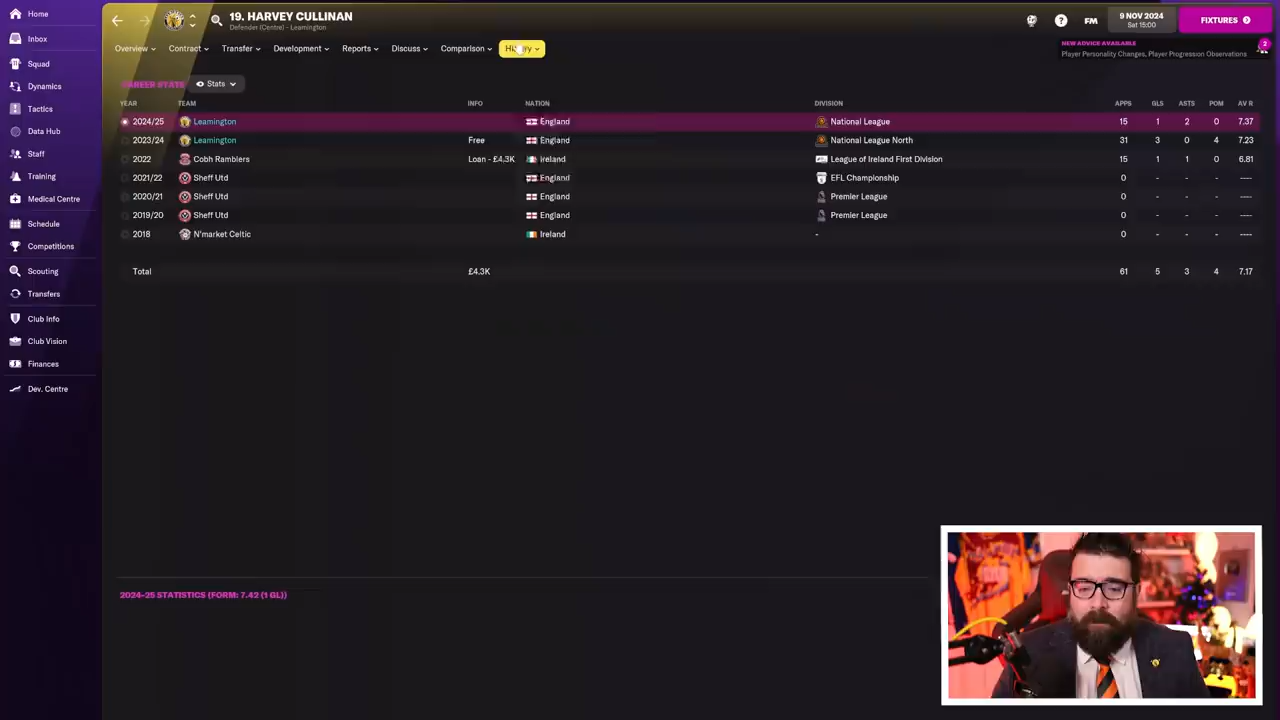 Home
Inbox
Squad
Dynamics
Tactics
Data Hub
Staff
Training
Medical Centre
Schedule
Competitions
Scouting
Transfers
Club Info
Club Vision
Finances
Dev. Centre
19. HARVEY CULLINAN
Defender (Centre) - Leamington
FM
9 NOV 2024
Sat 15:00
FIXTURES
Overview Contract Transfer Development Reports Discuss Comparison History
NEW ADVICE AVAILABLE
2
Player Personality Changes, Player Progression Observations
CAREER STATS Stats
YEAR TEAM INFO NATION DIVISION APPS GLS ASTS POM AV R
2024/25 Leamington England National League 15 1 2 0 7.37
2023/24 Leamington Free England National League North 31 3 0 4 7.23
2022 Cobh Ramblers Loan - £4.3K Ireland League of Ireland First Division 15 1 1 0 6.81
2021/22 Sheff Utd England EFL Championship 0 - - - ----
2020/21 Sheff Utd England Premier League 0 - - - ----
2019/20 Sheff Utd England Premier League 0 - - - ----
2018 N'market Celtic Ireland - 0 - - - ----
Total £4.3K 61 5 3 4 7.17
2024-25 STATISTICS (FORM: 7.42 (1 GL))